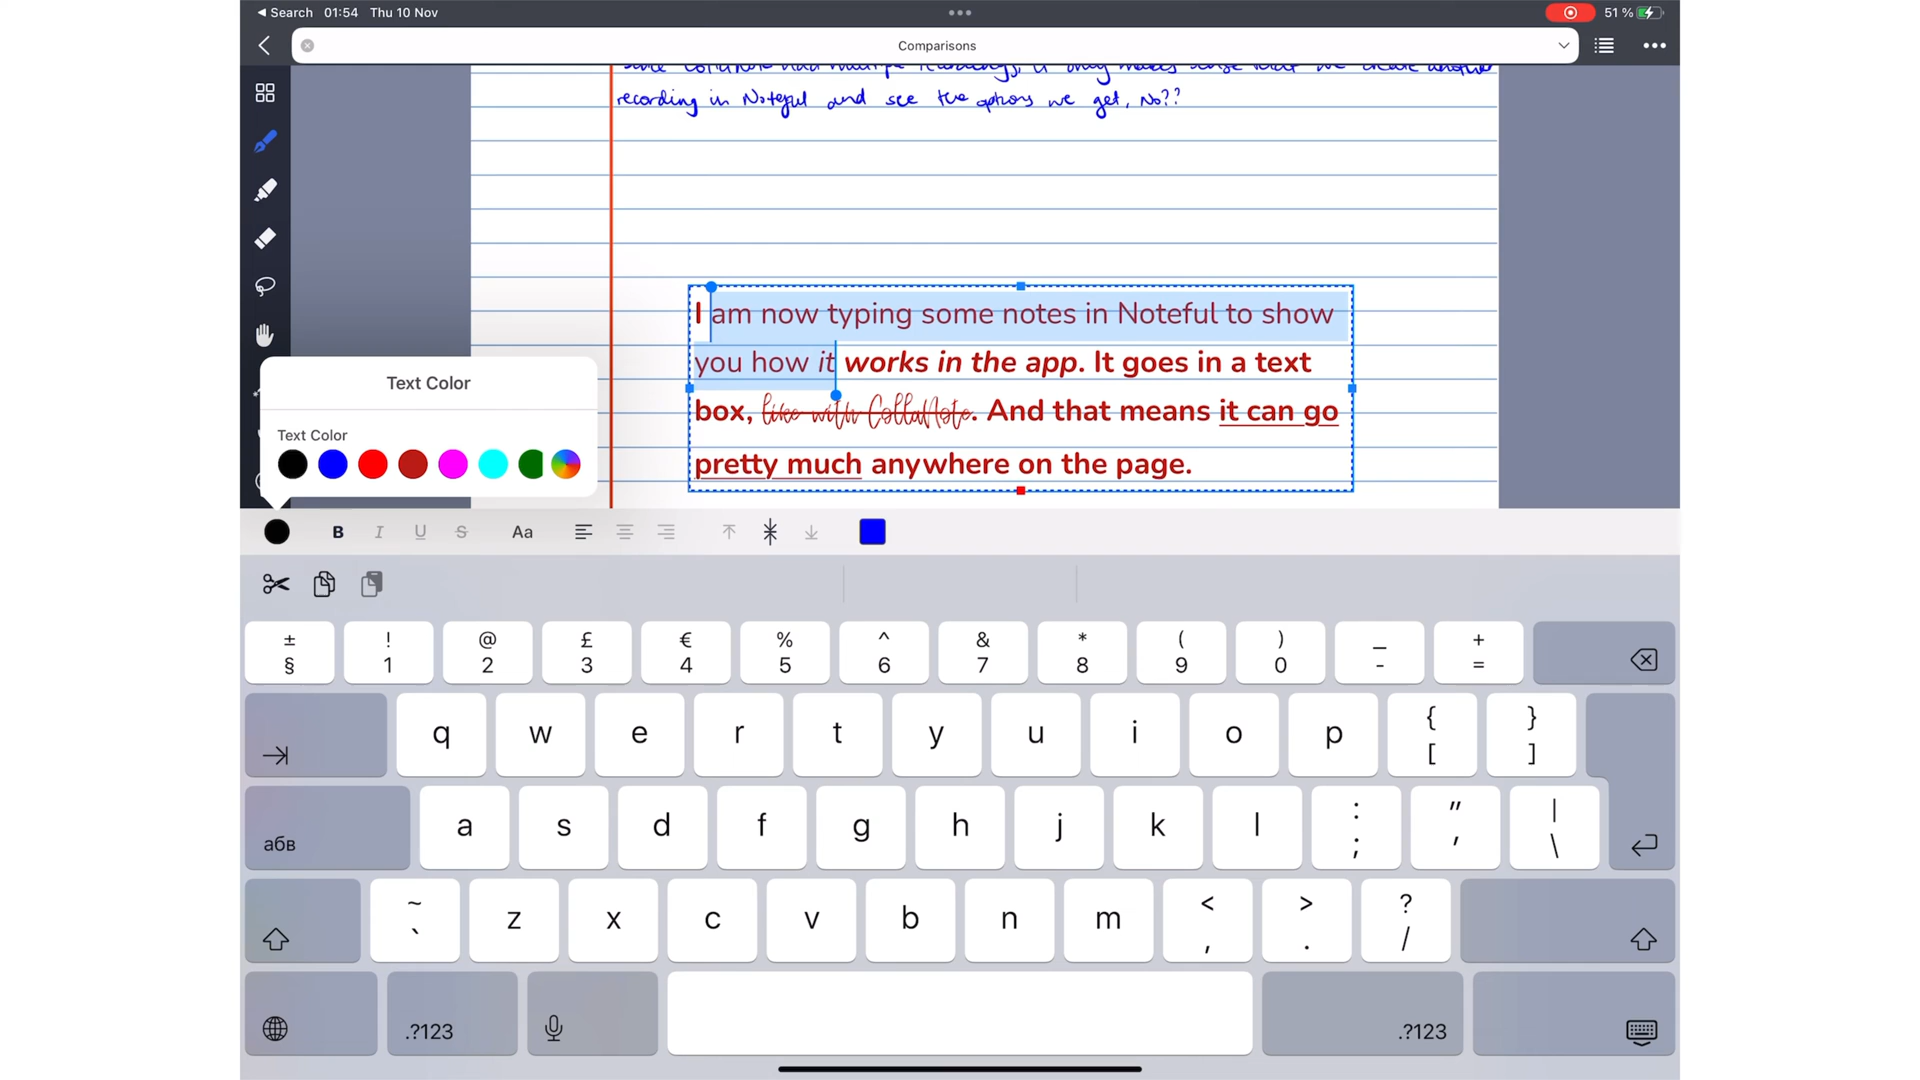 Search 01:54 Thu 10 Nov
51 %
Comparisons
recording in Noteful and see the options we get, No??
I am now typing some notes in Noteful to show
you how it works in the app. It goes in a text
box, like with CollaNote. And that means it can go
pretty much anywhere on the page.
Text Color
Text Color
B I U S Aa
± ! @ £ € % ^ & * ( ) _ +
§ 1 2 3 4 5 6 7 8 9 0 - =
q w e r t y u i o p { }
[ ]
a s d f g h j k l : " |
; ' \
абв
~ z x c v b n m < > ?
` , . /
.?123 .?123